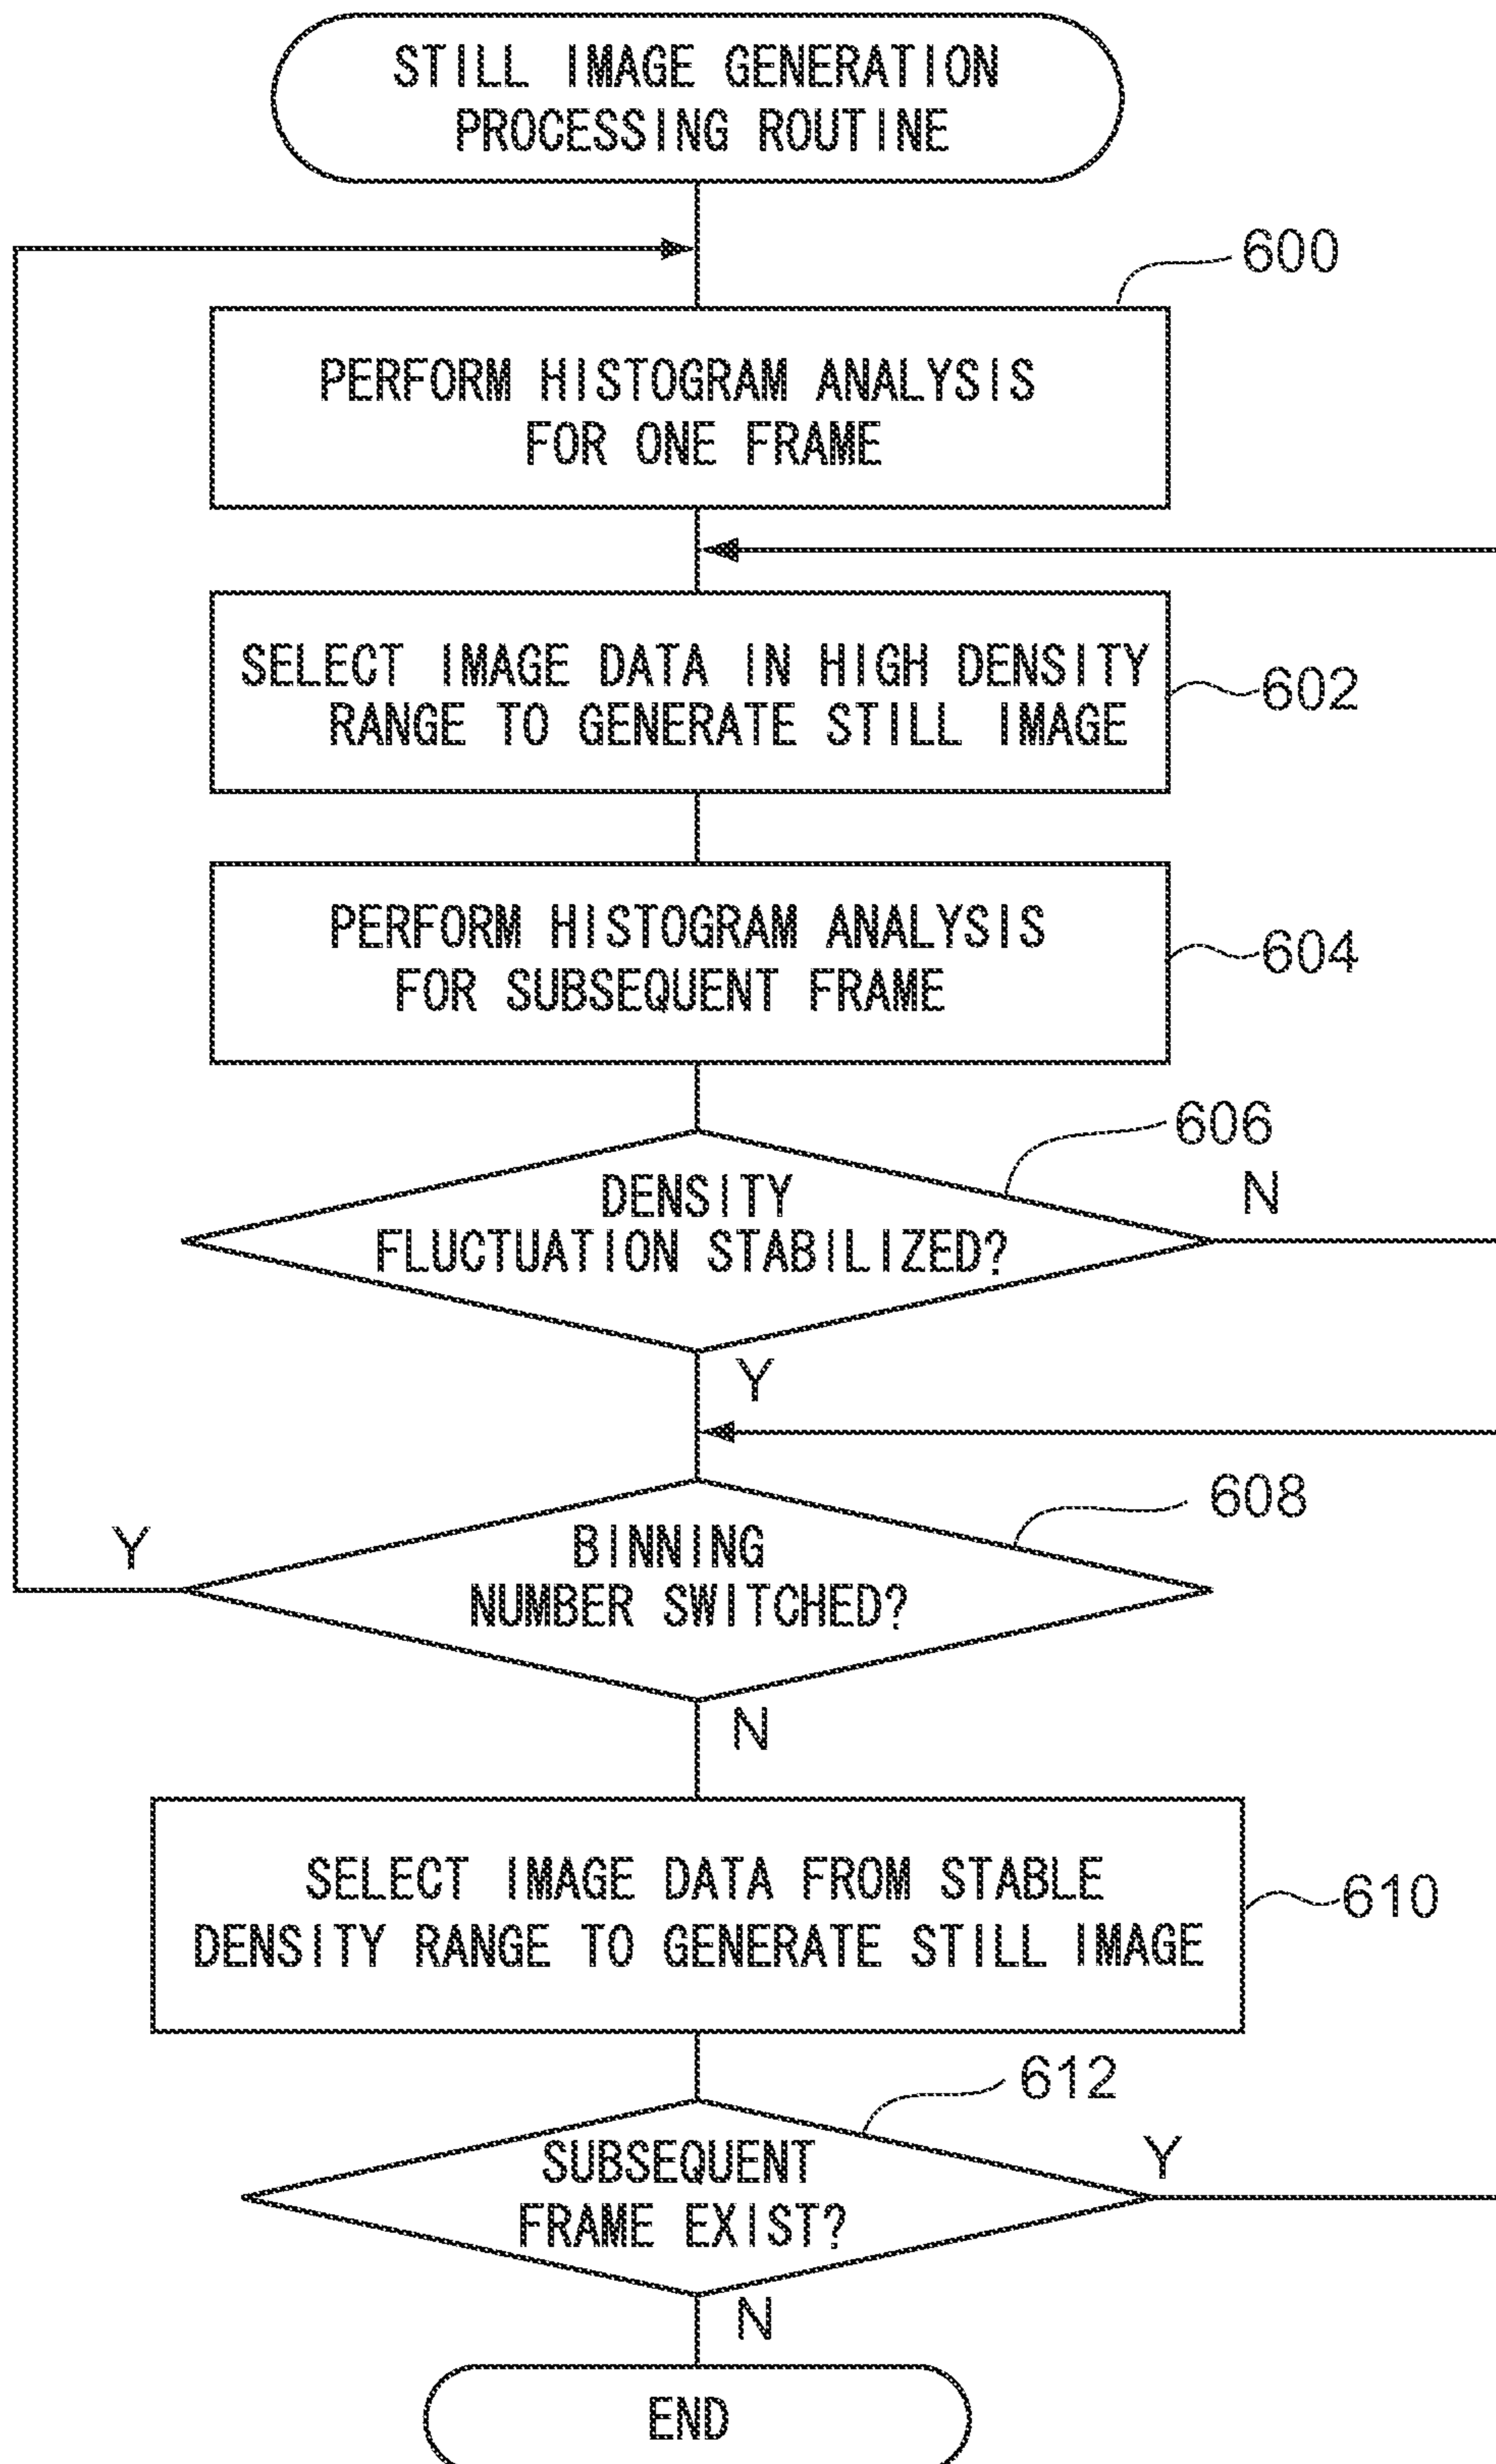 STILL IMAGE GENERATION
PROCESSING ROUTINE
600
PERFORM HISTOGRAM ANALYSIS
FOR ONE FRAME
SELECT IMAGE DATA IN HIGH DENSITY
RANGE TO GENERATE STILL IMAGE
602
PERFORM HISTOGRAM ANALYSIS
FOR SUBSEQUENT FRAME
604
606
DENSITY
FLUCTUATION STABILIZED?
N
Y
608
BINNING
NUMBER SWITCHED?
Y
N
SELECT IMAGE DATA FROM STABLE
DENSITY RANGE TO GENERATE STILL IMAGE
610
612
SUBSEQUENT
FRAME EXIST?
Y
N
END